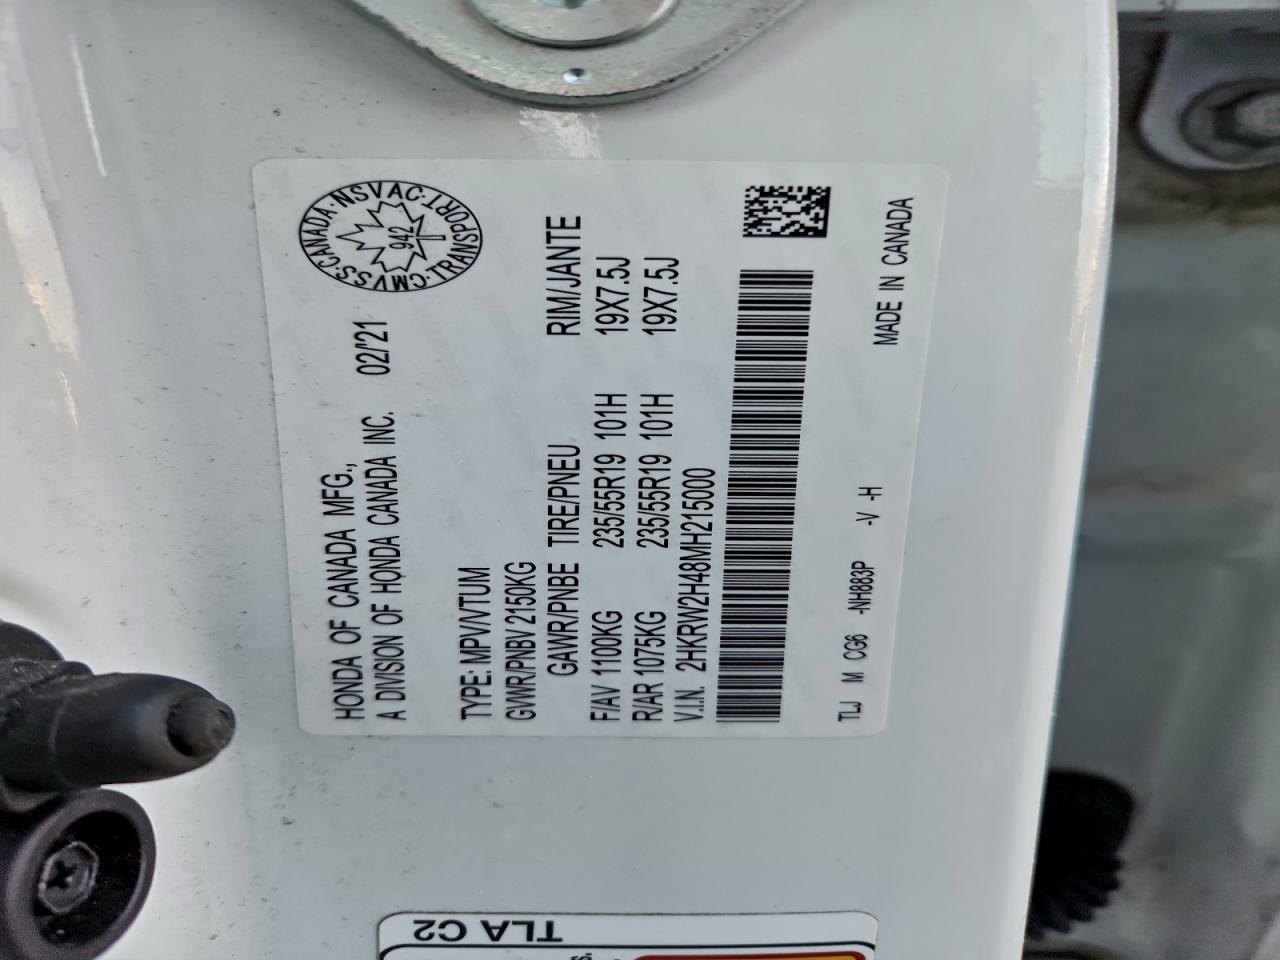 HONDA OF CANADA MFG.,
A DIVISION OF HONDA CANADA INC. 02/21
CMVSS·CANADA·NSVAC·TRANSPORT
942
TYPE: MPV/VTUM
GVWR/PNBV 2150KG
GAWR/PNBE TIRE/PNEU RIM/JANTE
F/AV 1100KG 235/55R19 101H 19X7.5J
R/AR 1075KG 235/55R19 101H 19X7.5J
V.I.N. 2HKRW2H48MH215000
TLJ M CG6 -NH883P -V -H
MADE IN CANADA
TLA C2